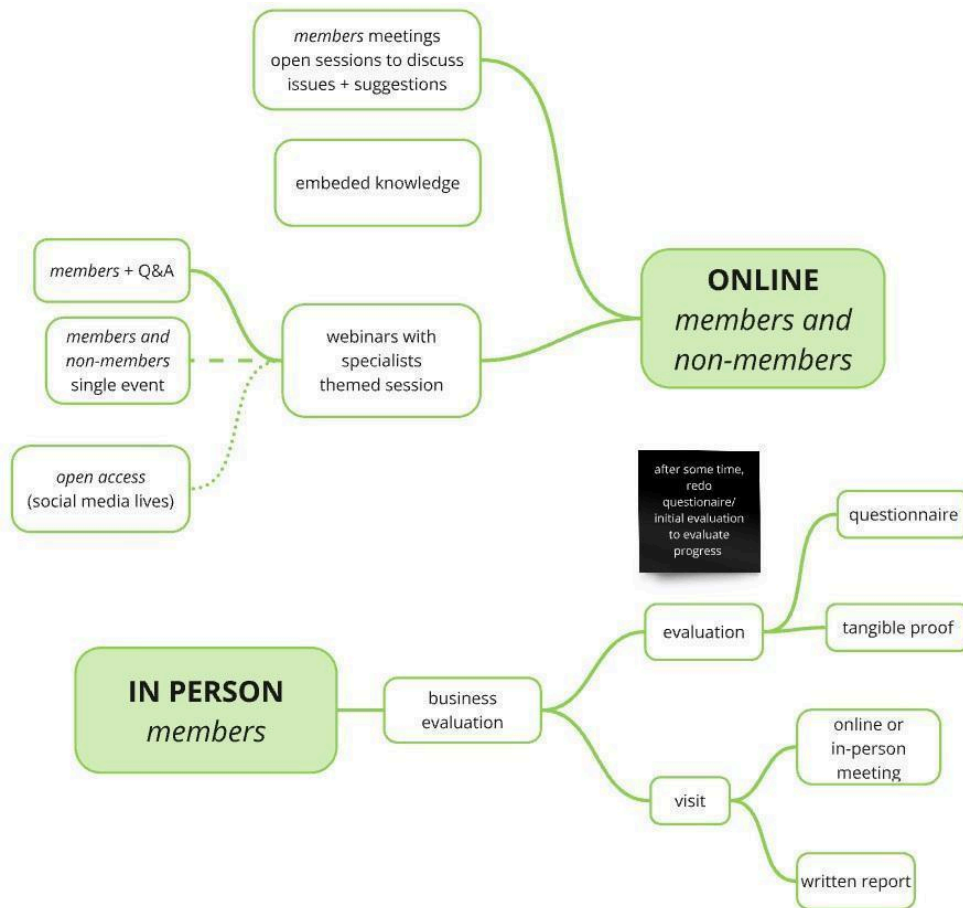 members meetings
open sessions to discuss
issues + suggestions
embeded knowledge
members + Q&A
members and
non-members
single event
open access
(social media lives)
webinars with
specialists
themed session
ONLINE
members and
non-members
after some time,
redo
questionaire/
initial evaluation
to evaluate
progress
questionnaire
evaluation
tangible proof
IN PERSON
members
business
evaluation
online or
in-person
meeting
visit
written report